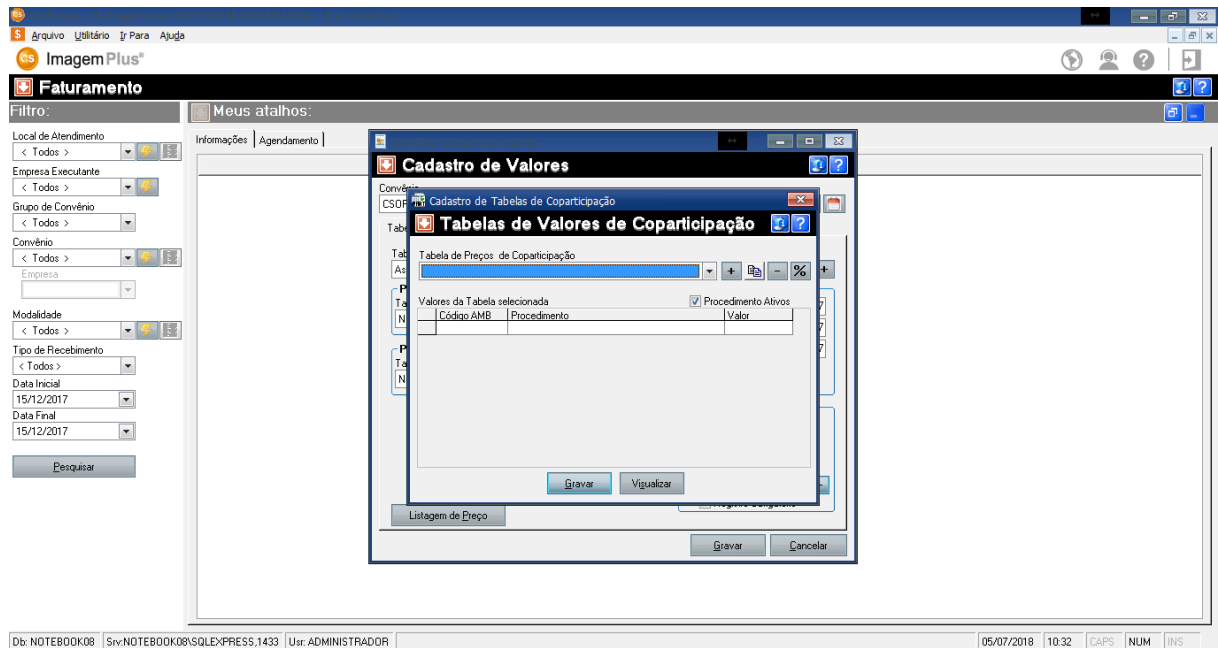 Arquivo Utilitário Ir Para Ajuda
ImagemPlus®
Faturamento
Filtro:
Meus atalhos:
Local de Atendimento
< Todos >
Empresa Executante
< Todos >
Grupo de Convênio
< Todos >
Convênio
< Todos >
Empresa
Modalidade
< Todos >
Tipo de Recebimento
< Todos >
Data Inicial
15/12/2017
Data Final
15/12/2017
Pesquisar
Informações Agendamento
Cadastro de Valores
Convênio
Cadastro de Tabelas de Coparticipação
Tabelas de Valores de Coparticipação
Tabela de Preços de Coparticipação
+ - %
Valores da Tabela selecionada Procedimento Ativos
Código AMB Procedimento Valor
Gravar Visualizar
Listagem de Preço
Gravar Cancelar
Db: NOTEBOOK08 Srv:NOTEBOOK08\SQLEXPRESS,1433 Usr: ADMINISTRADOR 05/07/2018 10:32 CAPS NUM INS